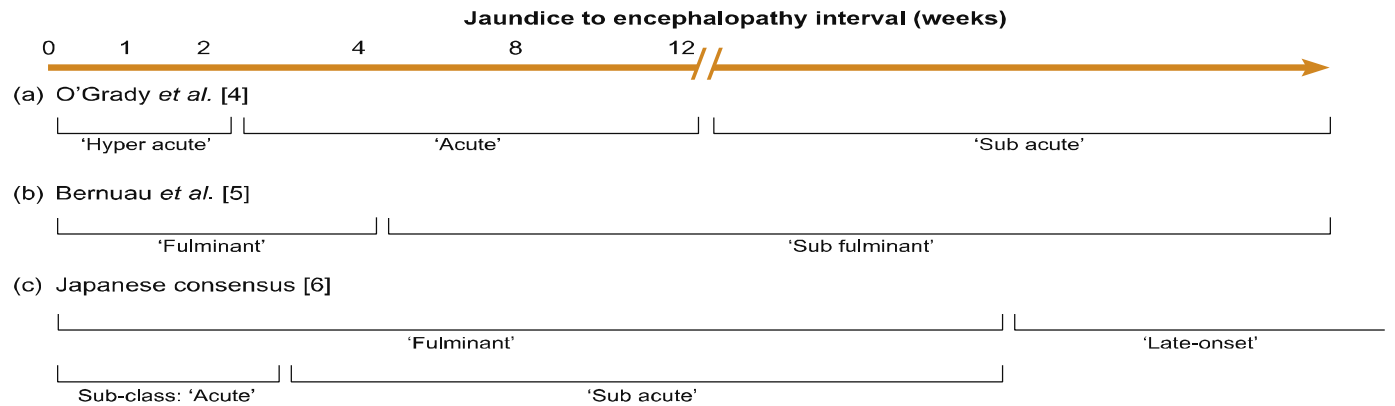 Jaundice to encephalopathy interval (weeks)
0 1 2 4 8 12
(a) O’Grady et al. [4]
‘Hyper acute’ ‘Acute’ ‘Sub acute’
(b) Bernuau et al. [5]
‘Fulminant’ ‘Sub fulminant’
(c) Japanese consensus [6]
‘Fulminant’ ‘Late-onset’
Sub-class: ‘Acute’ ‘Sub acute’